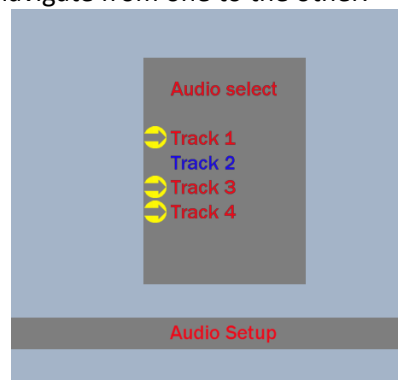 navigate from one to the other.
Audio select
Track 1
Track 2
Track 3
Track 4
Audio Setup